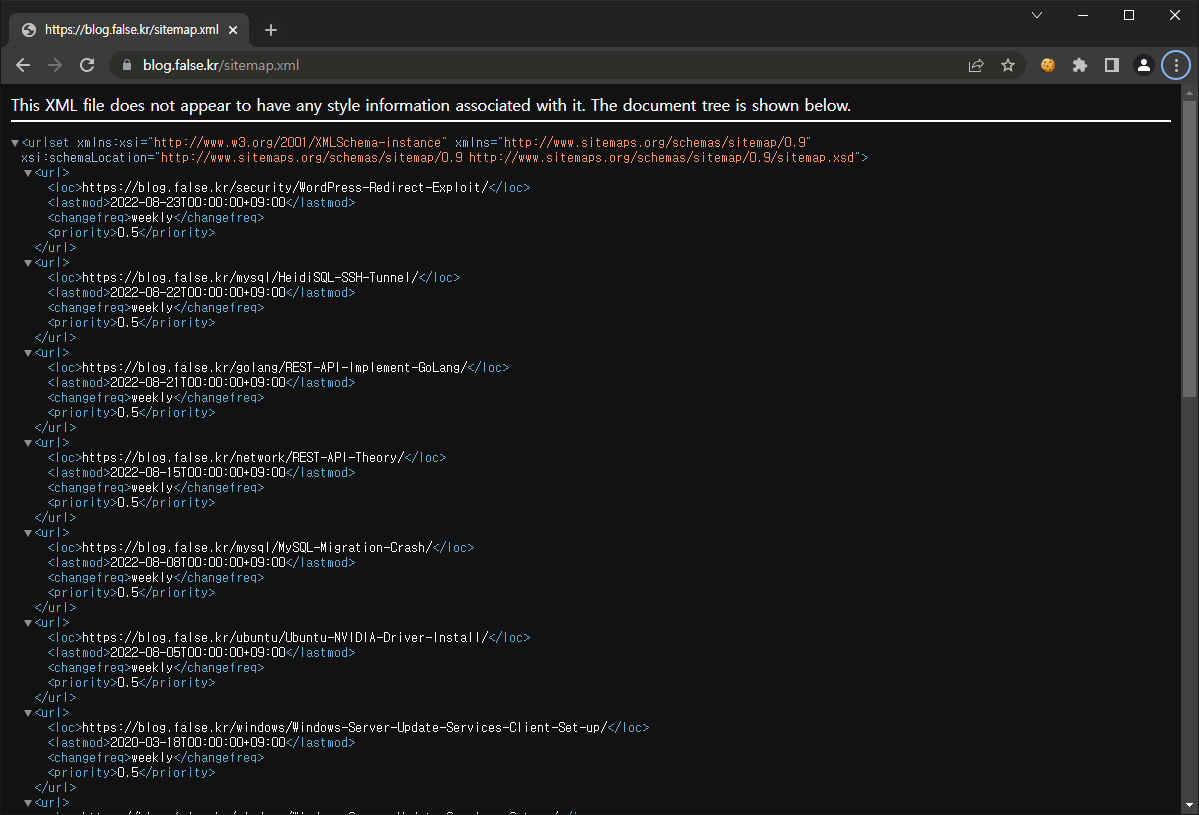 https://blog.false.kr/sitemap.xml
blog.false.kr/sitemap.xml
This XML file does not appear to have any style information associated with it. The document tree is shown below.
<urlset xmlns:xsi="http://www.w3.org/2001/XMLSchema-instance" xmlns="http://www.sitemaps.org/schemas/sitemap/0.9"
xsi:schemaLocation="http://www.sitemaps.org/schemas/sitemap/0.9 http://www.sitemaps.org/schemas/sitemap/0.9/sitemap.xsd">
<url>
<loc>https://blog.false.kr/security/WordPress-Redirect-Exploit/</loc>
<lastmod>2022-08-23T00:00:00+09:00</lastmod>
<changefreq>weekly</changefreq>
<priority>0.5</priority>
</url>
<url>
<loc>https://blog.false.kr/mysql/HeidiSQL-SSH-Tunnel/</loc>
<lastmod>2022-08-22T00:00:00+09:00</lastmod>
<changefreq>weekly</changefreq>
<priority>0.5</priority>
</url>
<url>
<loc>https://blog.false.kr/golang/REST-API-Implement-GoLang/</loc>
<lastmod>2022-08-21T00:00:00+09:00</lastmod>
<changefreq>weekly</changefreq>
<priority>0.5</priority>
</url>
<url>
<loc>https://blog.false.kr/network/REST-API-Theory/</loc>
<lastmod>2022-08-15T00:00:00+09:00</lastmod>
<changefreq>weekly</changefreq>
<priority>0.5</priority>
</url>
<url>
<loc>https://blog.false.kr/mysql/MySQL-Migration-Crash/</loc>
<lastmod>2022-08-08T00:00:00+09:00</lastmod>
<changefreq>weekly</changefreq>
<priority>0.5</priority>
</url>
<url>
<loc>https://blog.false.kr/ubuntu/Ubuntu-NVIDIA-Driver-Install/</loc>
<lastmod>2022-08-05T00:00:00+09:00</lastmod>
<changefreq>weekly</changefreq>
<priority>0.5</priority>
</url>
<url>
<loc>https://blog.false.kr/windows/Windows-Server-Update-Services-Client-Set-up/</loc>
<lastmod>2020-03-18T00:00:00+09:00</lastmod>
<changefreq>weekly</changefreq>
<priority>0.5</priority>
</url>
<url>